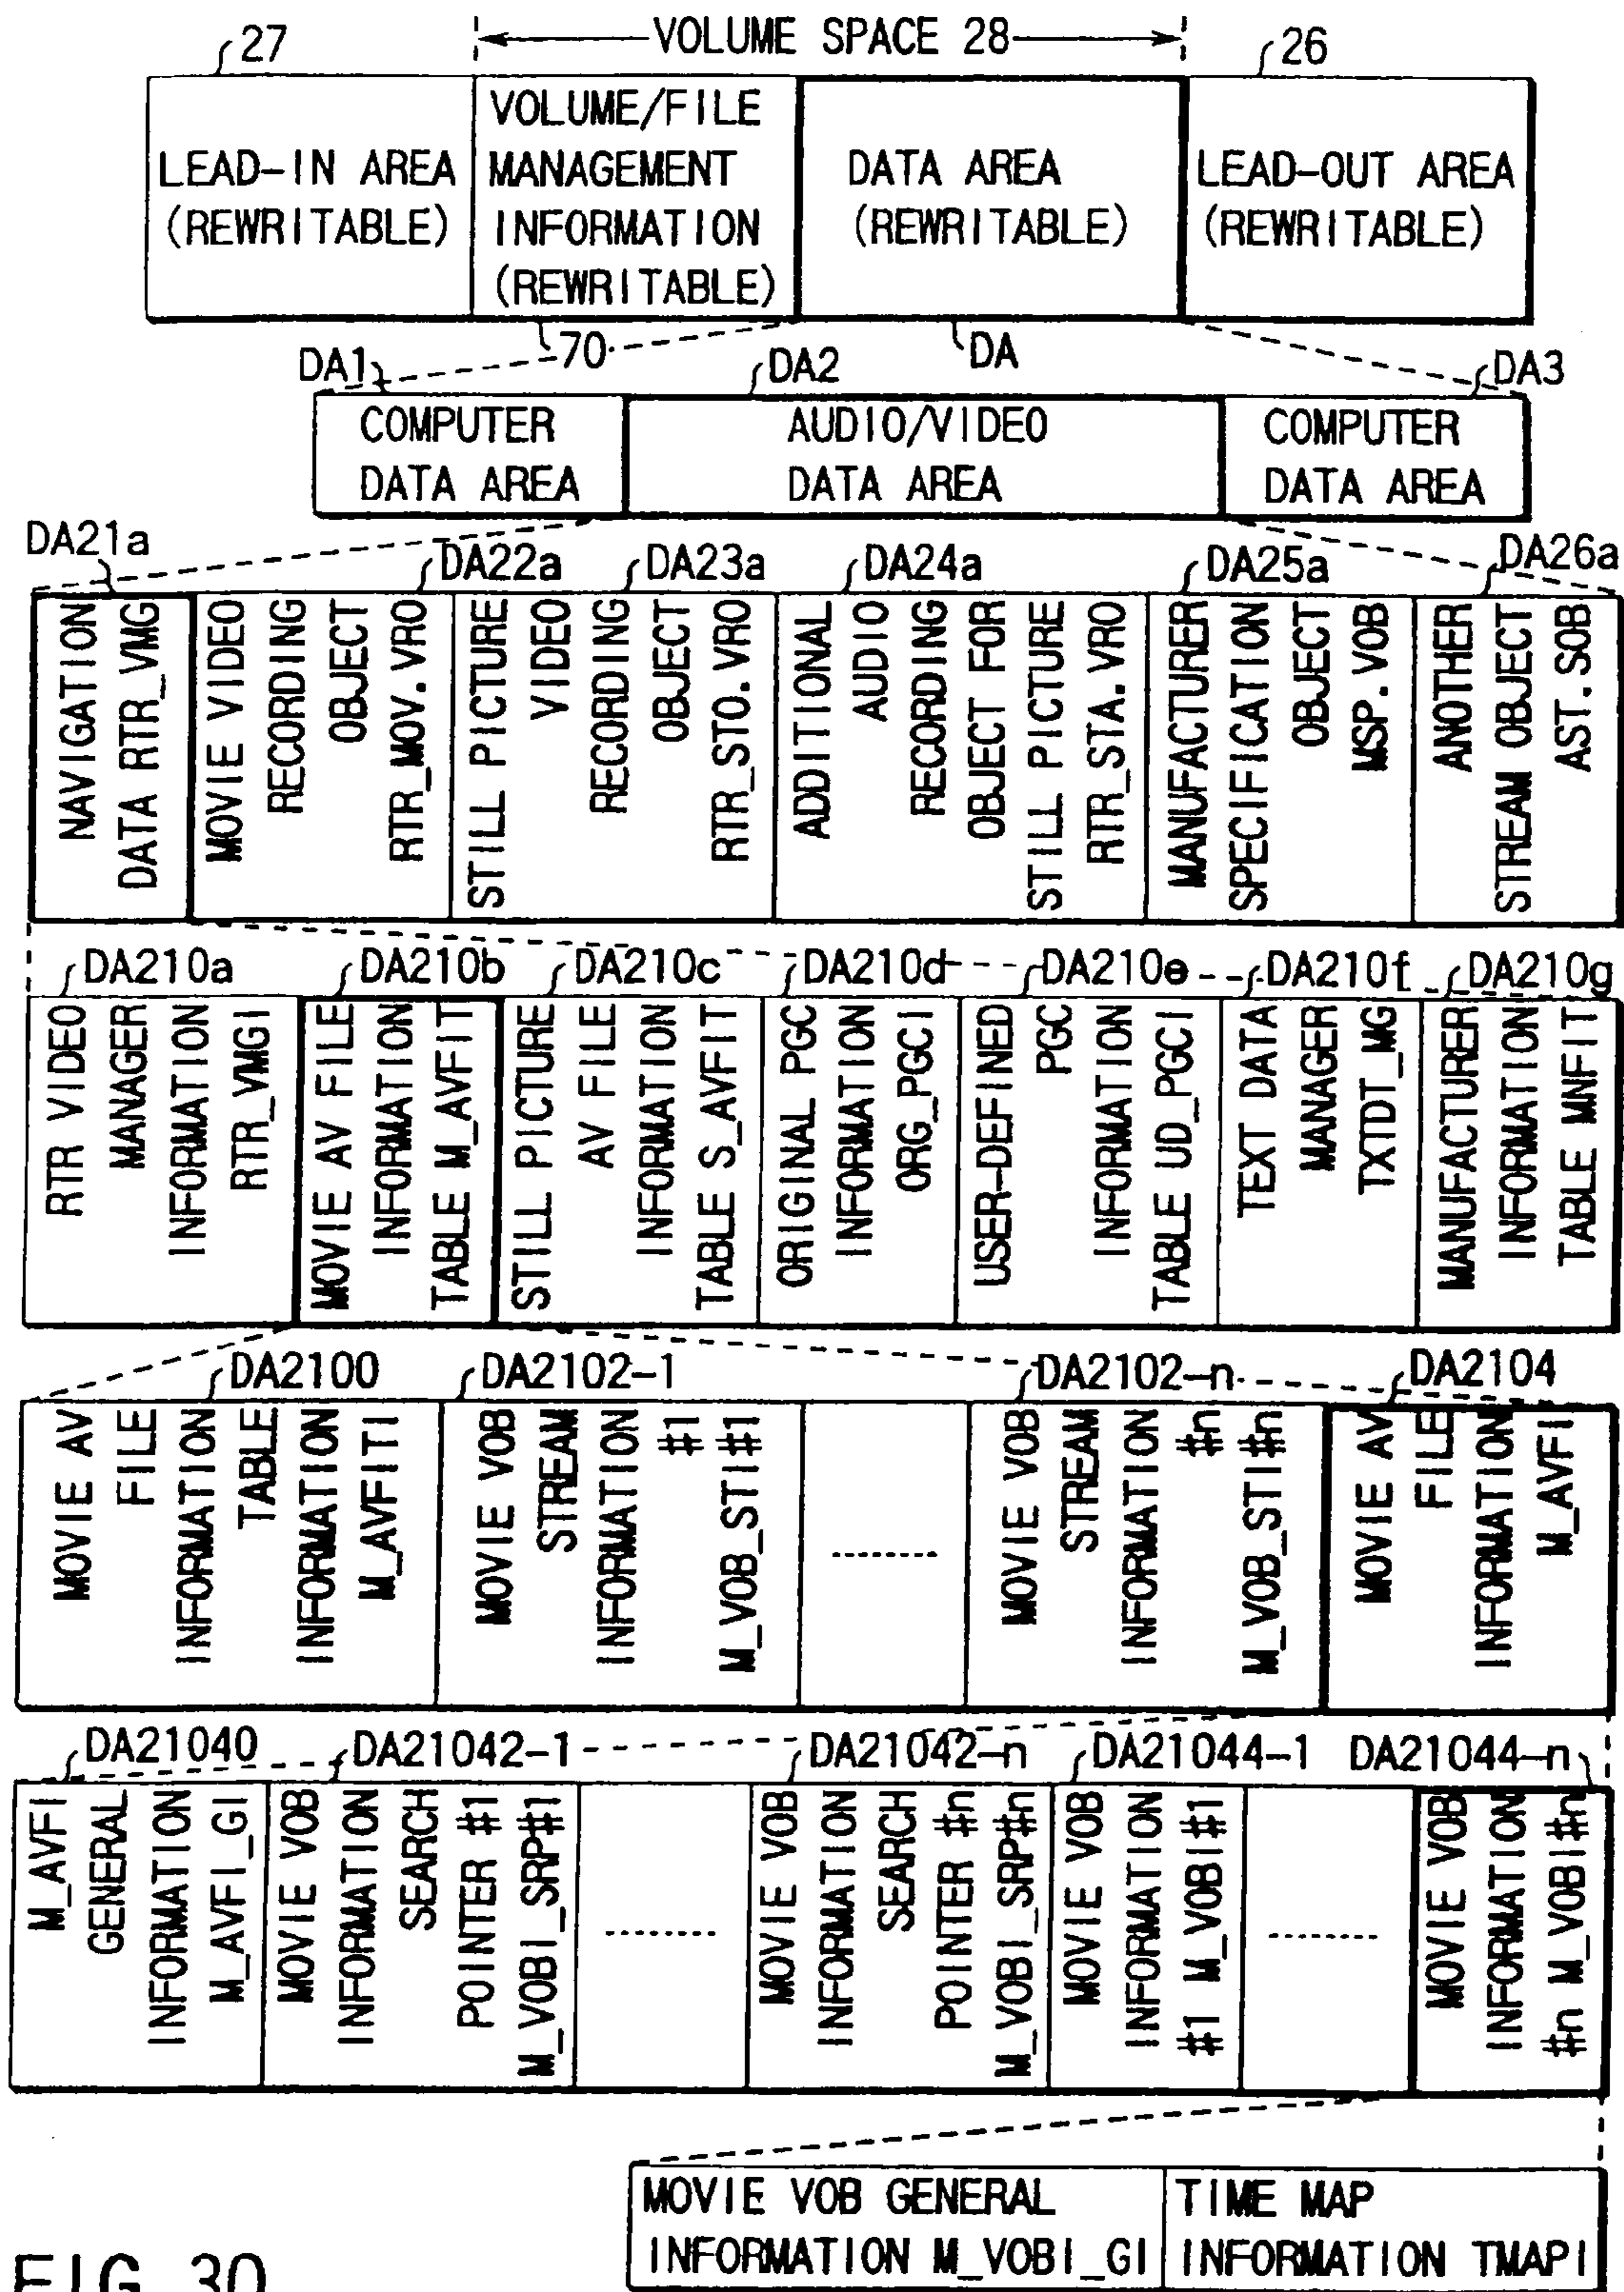 27
VOLUME SPACE 28
26
LEAD-IN AREA
(REWRITABLE)
VOLUME/FILE
MANAGEMENT
INFORMATION
(REWRITABLE)
DATA AREA
(REWRITABLE)
LEAD-OUT AREA
(REWRITABLE)
70
DA
DA1
DA2
DA3
COMPUTER
DATA AREA
AUDIO/VIDEO
DATA AREA
COMPUTER
DATA AREA
DA21a
DA22a
DA23a
DA24a
DA25a
DA26a
NAVIGATION
DATA RTR_VMG
MOVIE VIDEO
RECORDING
OBJECT
RTR_MOV.VRO
STILL PICTURE
VIDEO
RECORDING
OBJECT
RTR_STO.VRO
ADDITIONAL
AUDIO
RECORDING
OBJECT FOR
STILL PICTURE
RTR_STA.VRO
MANUFACTURER
SPECIFICATION
OBJECT
MSP.VOB
ANOTHER
STREAM OBJECT
AST.SOB
DA210a
DA210b
DA210c
DA210d
DA210e
DA210f
DA210g
RTR VIDEO
MANAGER
INFORMATION
RTR_VMGI
MOVIE AV FILE
INFORMATION
TABLE M_AVFIT
STILL PICTURE
AV FILE
INFORMATION
TABLE S_AVFIT
ORIGINAL PGC
INFORMATION
ORG_PGCI
USER-DEFINED
PGC
INFORMATION
TABLE UD_PGCI
TEXT DATA
MANAGER
TXTDT_MG
MANUFACTURER
INFORMATION
TABLE MNFIT
DA2100
DA2102-1
DA2102-n
DA2104
MOVIE AV
FILE
INFORMATION
TABLE
INFORMATION
M_AVFITI
MOVIE VOB
STREAM
INFORMATION
#1
M_VOB_STI#1
MOVIE VOB
STREAM
INFORMATION
#n
M_VOB_STI#n
MOVIE AV
FILE
INFORMATION
M_AVFI
DA21040
DA21042-1
DA21042-n
DA21044-1
DA21044-n
M_AVFI
GENERAL
INFORMATION
M_AVFI_GI
MOVIE VOB
INFORMATION
SEARCH
POINTER #1
M_VOBI_SRP#1
MOVIE VOB
INFORMATION
SEARCH
POINTER #n
M_VOBI_SRP#n
MOVIE VOB
INFORMATION
#1 M_VOBI#1
MOVIE VOB
INFORMATION
#n M_VOBI#n
MOVIE VOB GENERAL
INFORMATION M_VOBI_GI
TIME MAP
INFORMATION TMAPI
FIG. 30